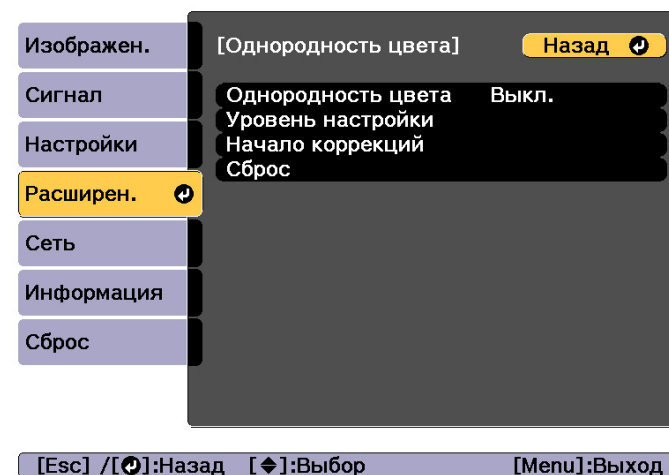 Изображен.
Сигнал
Настройки
Расширен.
Сеть
Информация
Сброс
[Однородность цвета] Назад
Однородность цвета Выкл.
Уровень настройки
Начало коррекций
Сброс
[Esc] /[ ]:Назад [ ]:Выбор [Menu]:Выход